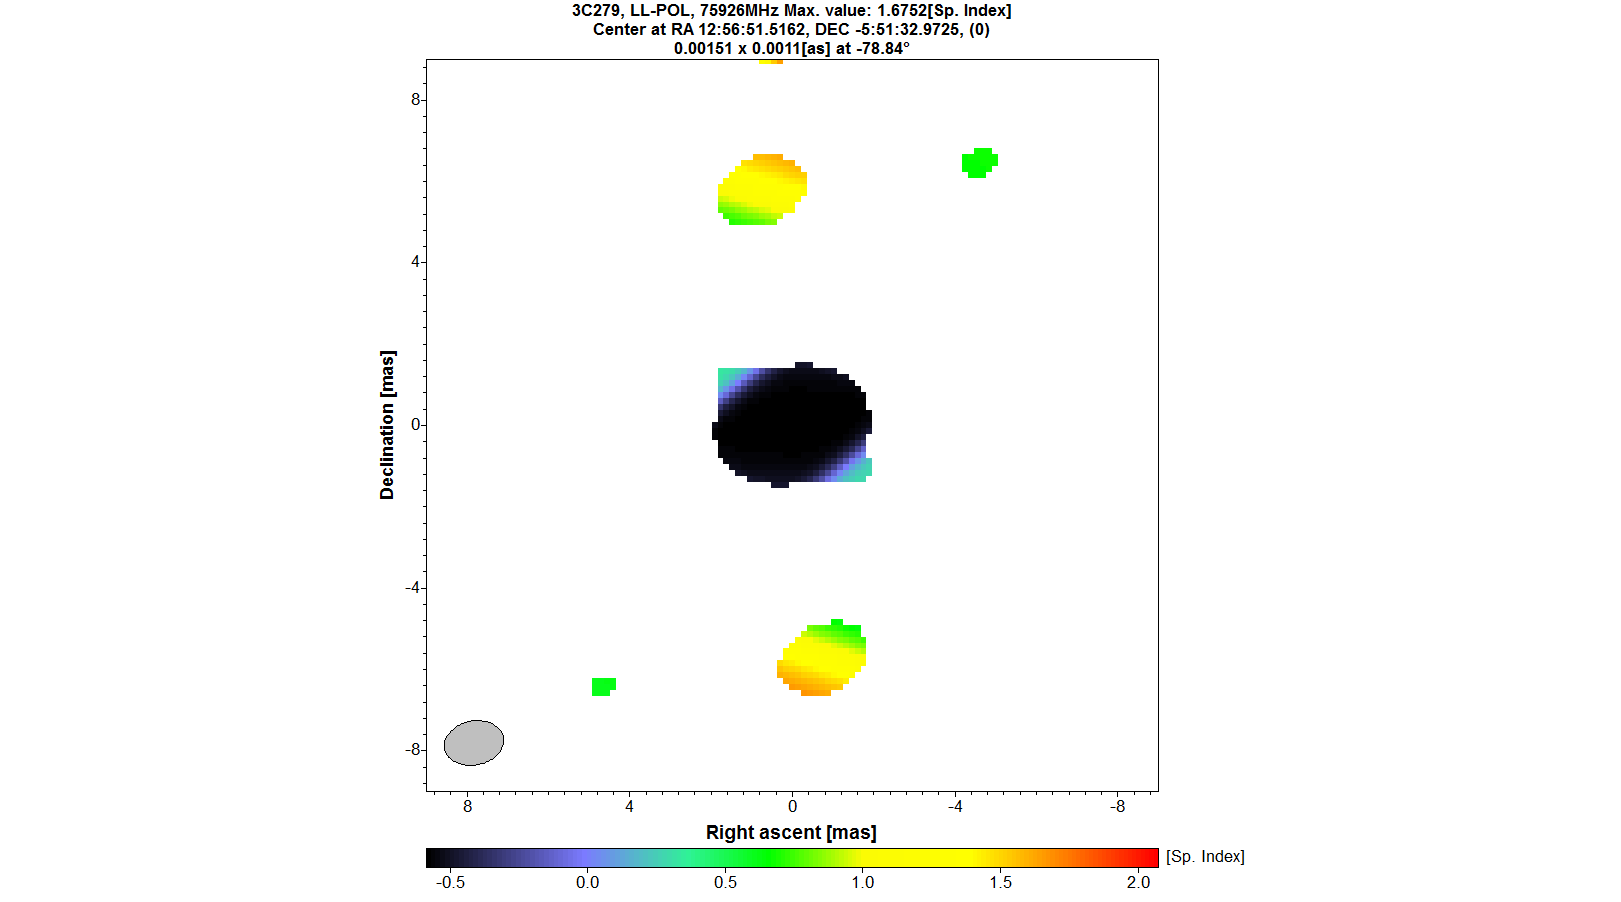 3C279, LL-POL, 75926MHz Max. value: 1.6752[Sp. Index]
Center at RA 12:56:51.5162, DEC -5:51:32.9725, (0)
0.00151 x 0.0011[as] at -78.84°
8
4
0
-4
-8
Declination [mas]
8 4 0 -4 -8
Right ascent [mas]
[Sp. Index]
-0.5 0.0 0.5 1.0 1.5 2.0